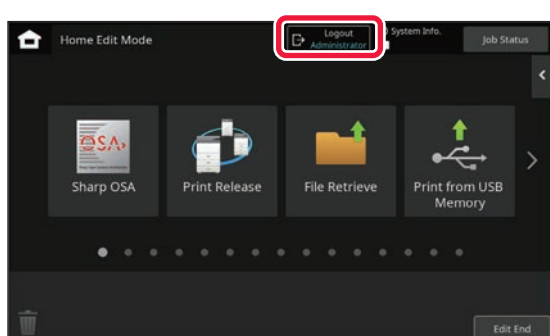 Home Edit Mode
Logout
Administrator
System Info.
Job Status
OSA
Sharp OSA
Print Release
File Retrieve
Print from USB
Memory
Edit End